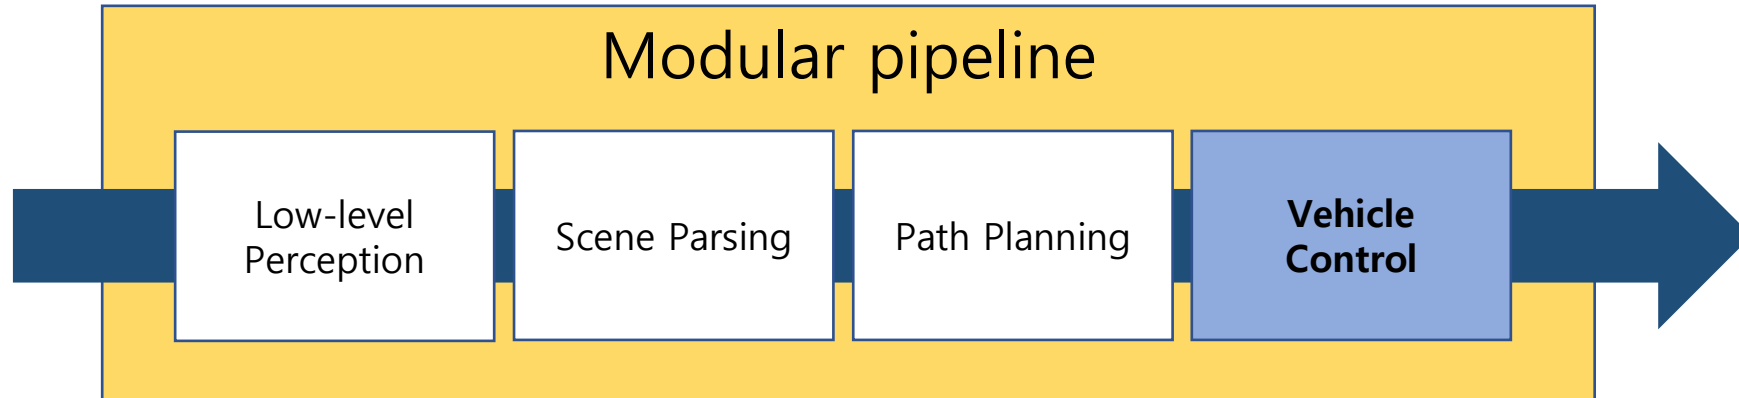 Modular pipeline
Low-level
Perception
Scene Parsing
Path Planning
Vehicle
Control